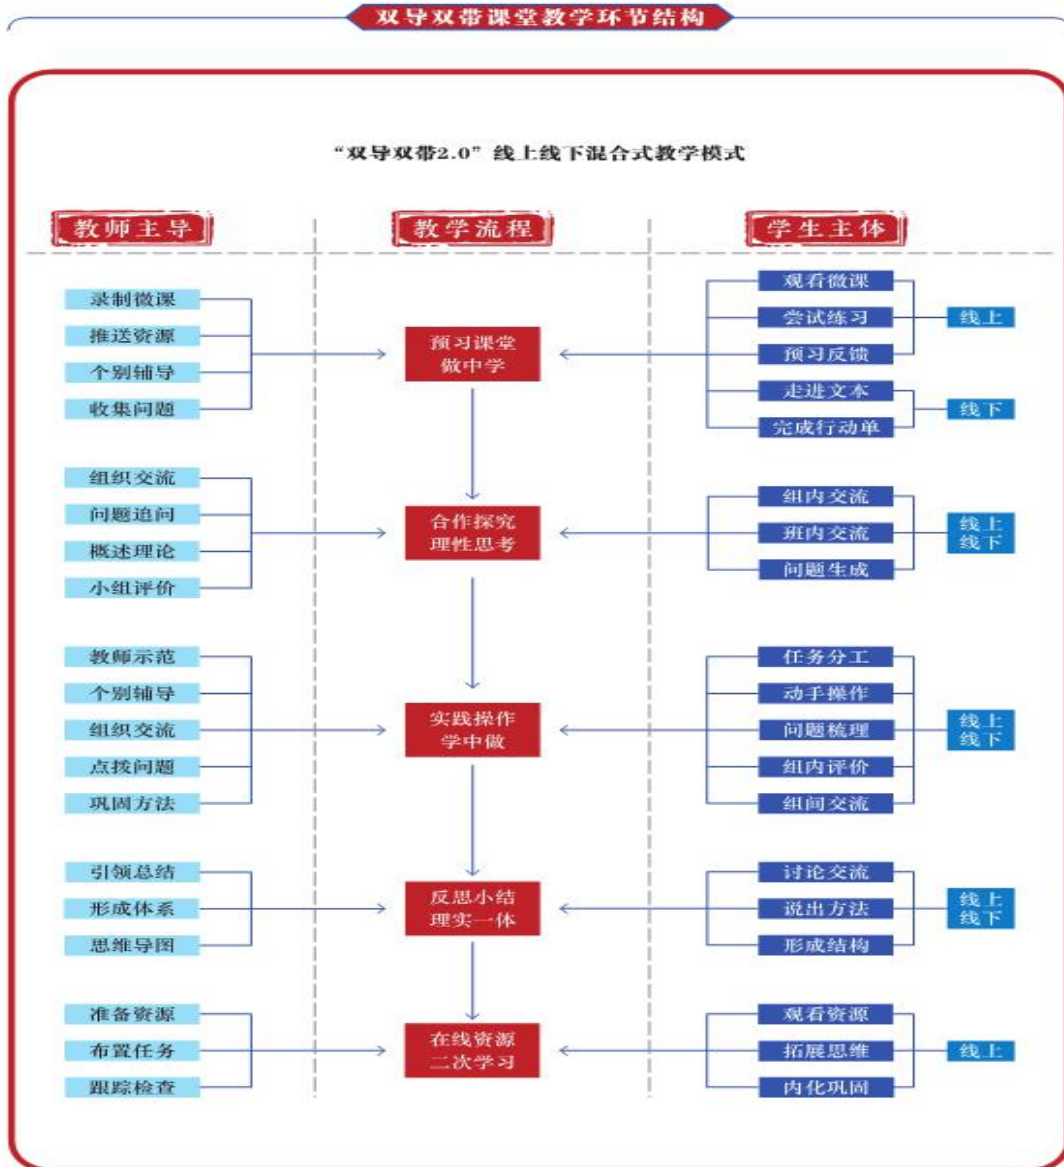 双导双带课堂教学环节结构
“双导双带2.0”线上线下混合式教学模式
教师主导
教学流程
学生主体
录制微课
推送资源
个别辅导
收集问题
预习课堂
做中学
观看微课
尝试练习
预习反馈
走进文本
完成行动单
线上
线下
组织交流
问题追问
概述理论
小组评价
合作探究
理性思考
组内交流
班内交流
问题生成
线上
线下
教师示范
个别辅导
组织交流
点拨问题
巩固方法
实践操作
学中做
任务分工
动手操作
问题梳理
组内评价
组间交流
线上
线下
引领总结
形成体系
思维导图
反思小结
理实一体
讨论交流
说出方法
形成结构
线上
线下
准备资源
布置任务
跟踪检查
在线资源
二次学习
观看资源
拓展思维
内化巩固
线上